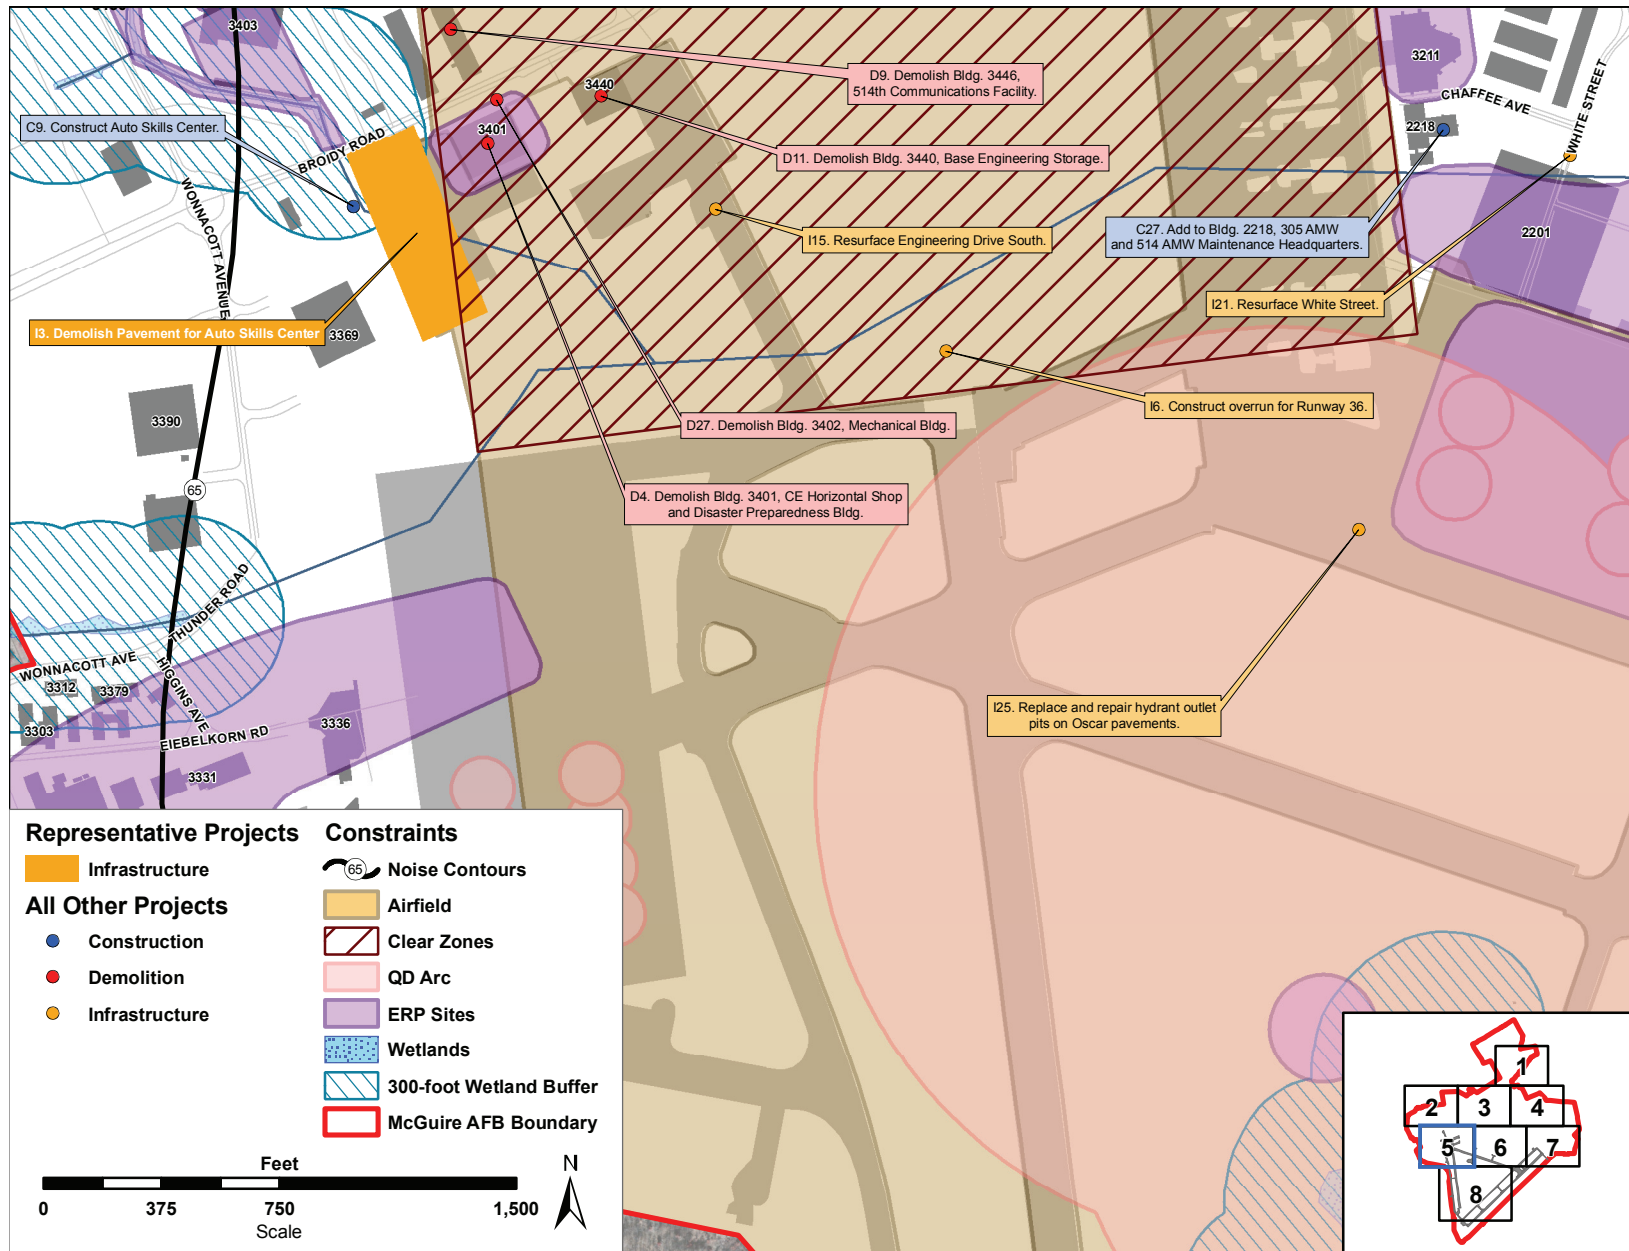 3403
3211
WHITE STREET
D9. Demolish Bldg. 3446,
514th Communications Facility.
3440
CHAFFEE AVE
C9. Construct Auto Skills Center.
3401
2218
BROIDY ROAD
D11. Demolish Bldg. 3440, Base Engineering Storage.
WONNACOTT AVENUE
I15. Resurface Engineering Drive South.
C27. Add to Bldg. 2218, 305 AMW
and 514 AMW Maintenance Headquarters.
2201
I21. Resurface White Street.
I3. Demolish Pavement for Auto Skills Center
3369
I6. Construct overrun for Runway 36.
3390
D27. Demolish Bldg. 3402, Mechanical Bldg.
65
D4. Demolish Bldg. 3401, CE Horizontal Shop
and Disaster Preparedness Bldg.
THUNDER ROAD
WONNACOTT AVE
3312
3379
HIGGINS AVE
3303
3336
EIEBELKORN RD
3331
I25. Replace and repair hydrant outlet
pits on Oscar pavements.
Representative Projects
Infrastructure
All Other Projects
Construction
Demolition
Infrastructure
Constraints
65
Noise Contours
Airfield
Clear Zones
QD Arc
ERP Sites
Wetlands
300-foot Wetland Buffer
McGuire AFB Boundary
Feet
0 375 750 1,500
Scale
N
1
2 3 4
5 6 7
8